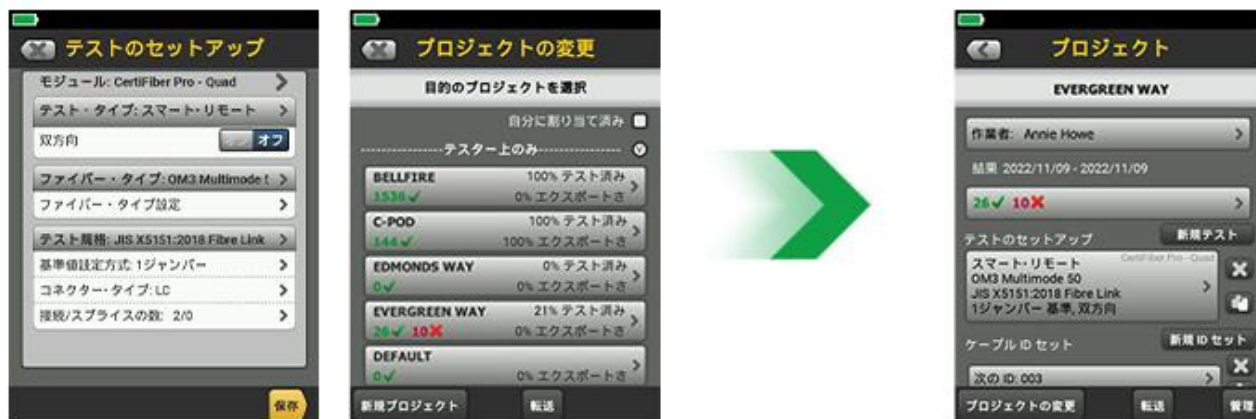 テストのセットアップ
モジュール: CertiFiber Pro - Quad
テスト・タイプ: スマート・リモート
双方向
オフ
ファイバー・タイプ: OM3 Multimode
ファイバー・タイプ設定
テスト規格: JIS X5151:2018 Fibre Link
基準値設定方式: 1ジャンパー
コネクター・タイプ: LC
接続/スプライスの数: 2/0
保存
プロジェクトの変更
目的のプロジェクトを選択
自分に割り当て済み
テスター上のみ
BELLFIRE 100% テスト済み
1536 0% エクスポートさ
C-POD 100% テスト済み
144 100% エクスポートさ
EDMONDS WAY 0% テスト済み
0 0% エクスポートさ
EVERGREEN WAY 21% テスト済み
26 10 0% エクスポートさ
DEFAULT
0 0% エクスポートさ
新規プロジェクト 転送
プロジェクト
EVERGREEN WAY
作業者: Annie Howe
結果 2022/11/09 - 2022/11/09
26 10
テストのセットアップ 新規テスト
スマート・リモート CertiFiber Pro - Quad
OM3 Multimode 50
JIS X5151:2018 Fibre Link
1ジャンパー 基準, 双方向
ケーブル ID セット 新規 ID セット
次の ID: 003
プロジェクトの変更 転送 管理